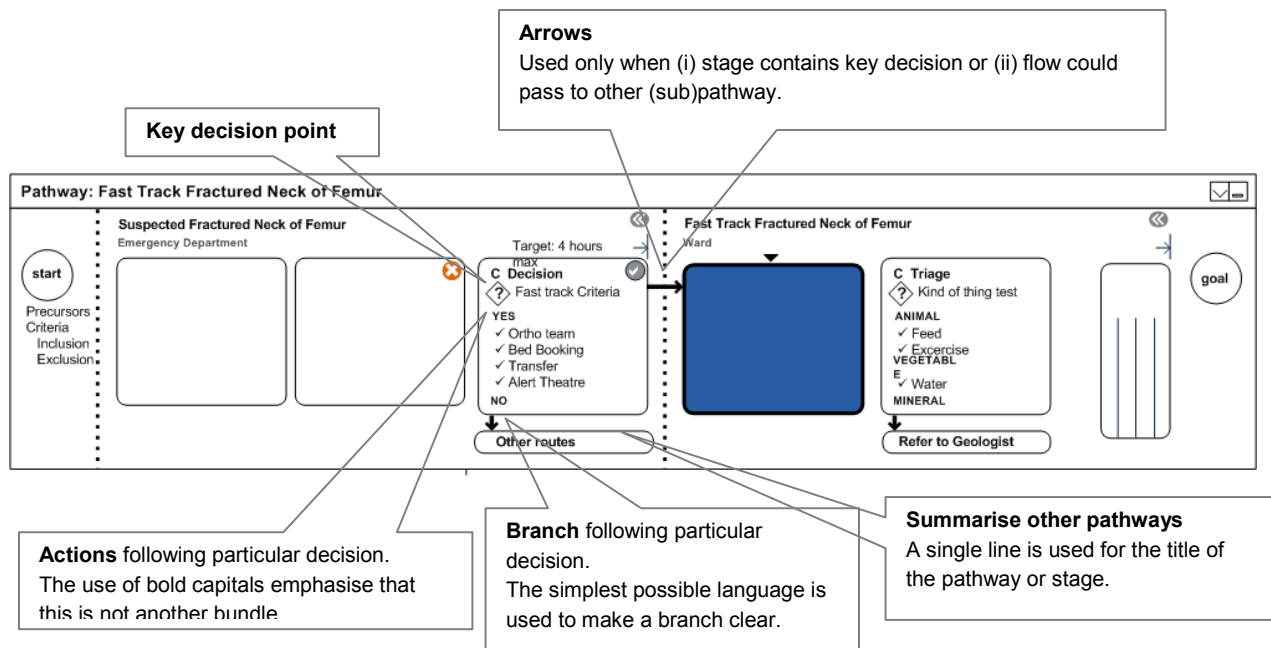 Arrows
Used only when (i) stage contains key decision or (ii) flow could
pass to other (sub)pathway.
Key decision point
Pathway: Fast Track Fractured Neck of Femur
start
Precursors
Criteria
Inclusion
Exclusion
Suspected Fractured Neck of Femur
Emergency Department
Target: 4 hours
max
C Decision
? Fast track Criteria
YES
✓ Ortho team
✓ Bed Booking
✓ Transfer
✓ Alert Theatre
NO
Other routes
Fast Track Fractured Neck of Femur
Ward
C Triage
? Kind of thing test
ANIMAL
✓ Feed
✓ Excercise
VEGETABL
E
✓ Water
MINERAL
Refer to Geologist
goal
Actions following particular decision.
The use of bold capitals emphasise that
this is not another bundle
Branch following particular
decision.
The simplest possible language is
used to make a branch clear.
Summarise other pathways
A single line is used for the title of
the pathway or stage.